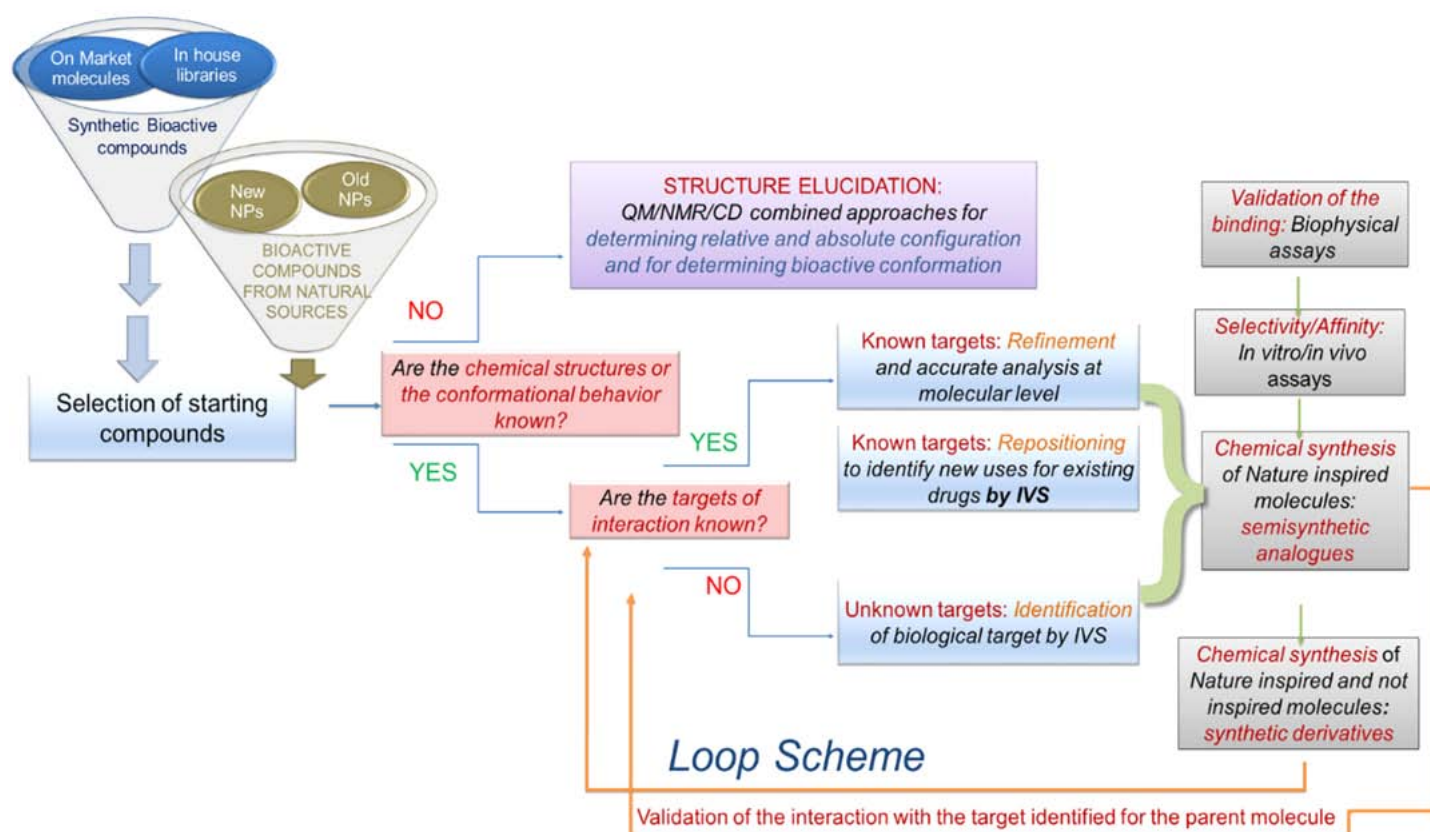 On Market
molecules
In house
libraries
Synthetic Bioactive
compounds
New
NPs
Old
NPs
BIOACTIVE
COMPOUNDS
FROM NATURAL
SOURCES
Selection of starting
compounds
NO
STRUCTURE ELUCIDATION:
QM/NMR/CD combined approaches for
determining relative and absolute configuration
and for determining bioactive conformation
Are the chemical structures or
the conformational behavior
known?
YES
Are the targets of
interaction known?
YES
Known targets: Refinement
and accurate analysis at
molecular level
Known targets: Repositioning
to identify new uses for existing
drugs by IVS
NO
Unknown targets: Identification
of biological target by IVS
Validation of the
binding: Biophysical
assays
Selectivity/Affinity:
In vitro/in vivo
assays
Chemical synthesis
of Nature inspired
molecules:
semisynthetic
analogues
Chemical synthesis of
Nature inspired and not
inspired molecules:
synthetic derivatives
Loop Scheme
Validation of the interaction with the target identified for the parent molecule